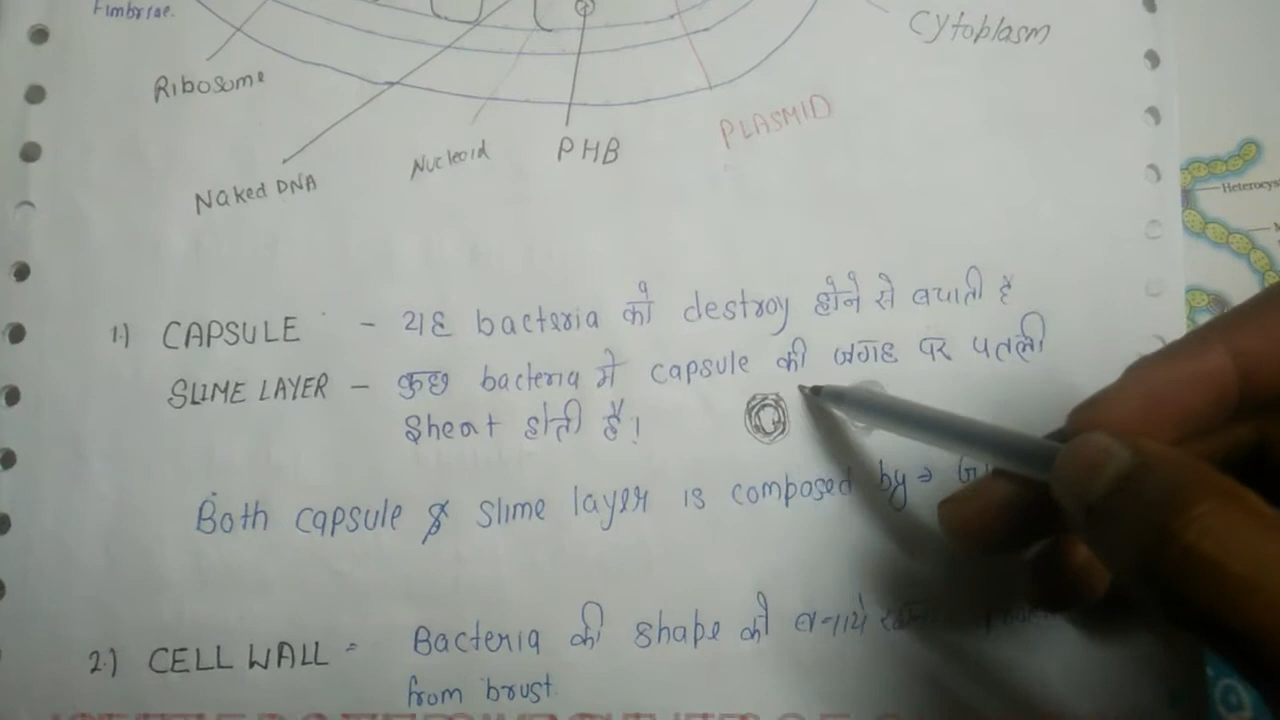 Fimbriae.
Cytoplasm
Ribosome
PLASMID
Nucleoid
PHB
Naked DNA
1.) CAPSULE - यह bacteria को destroy होने से बचाती है
SLIME LAYER - कुछ bacteria मे capsule की जगह पर पतली
Sheat होती है।
Both capsule & slime layer is composed by →
2.) CELL WALL = Bacteria की shape को बनाये
from brust.